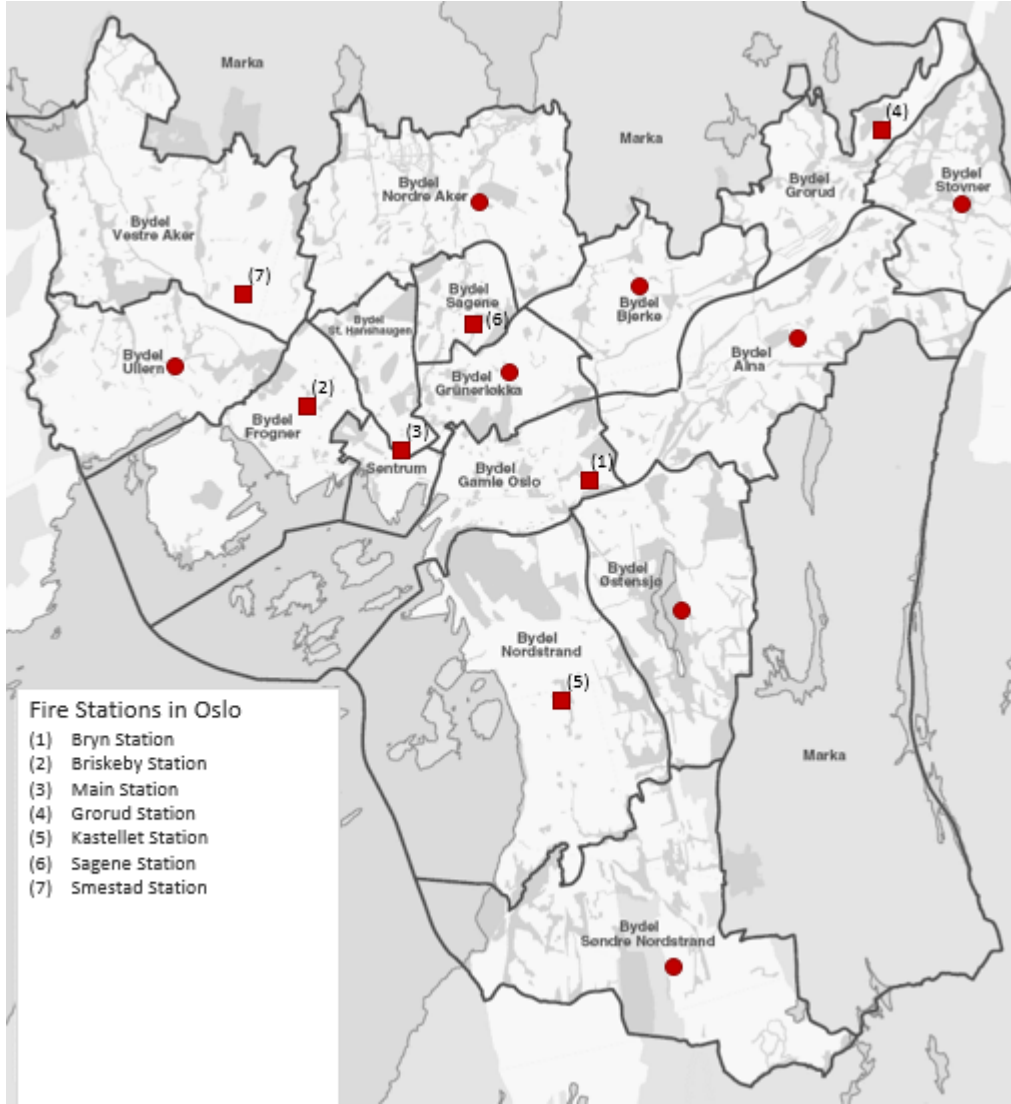 Marka
(4)
Marka
Bydel
Grorud
Bydel
Stovner
Bydel
Nordre Aker
Bydel
Vestre Aker
(7)
Bydel
Sagene
(6)
Bydel
Bjerke
Bydel
St. Hanshaugen
Bydel
Ullern
Bydel
Alna
Bydel
Grünerløkka
(2)
Bydel
Frogner
(3)
Sentrum
Bydel
Gamle Oslo
(1)
Bydel
Østensjø
Bydel
Nordstrand
(5)
Marka
Fire Stations in Oslo
(1) Bryn Station
(2) Briskeby Station
(3) Main Station
(4) Grorud Station
(5) Kastellet Station
(6) Sagene Station
(7) Smestad Station
Bydel
Søndre Nordstrand